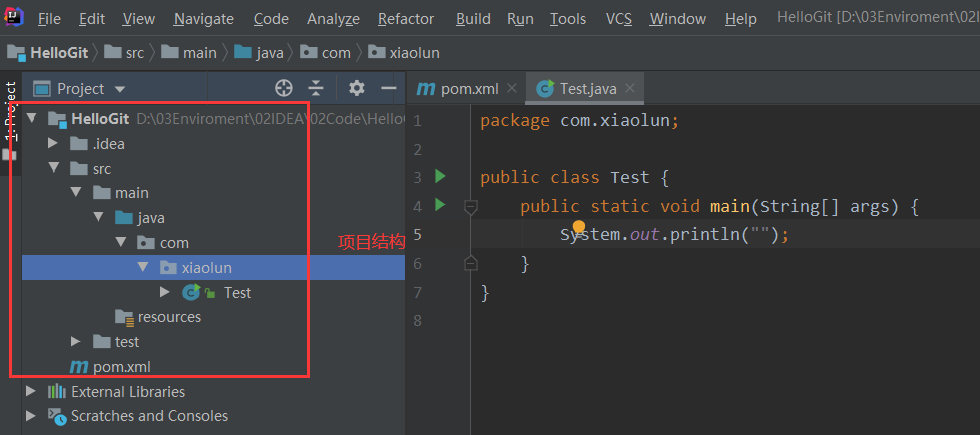 File Edit View Navigate Code Analyze Refactor Build Run Tools VCS Window Help HelloGit [D:\03Enviroment\02I
HelloGit src main java com xiaolun
1: Project
Project
pom.xml Test.java
HelloGit D:\03Enviroment\02IDEA\02Code\Hello
.idea
src
main
java
com
项目结构
xiaolun
Test
resources
test
pom.xml
External Libraries
Scratches and Consoles
1 package com.xiaolun;
2
3 public class Test {
4 public static void main(String[] args) {
5 System.out.println("");
6 }
7 }
8